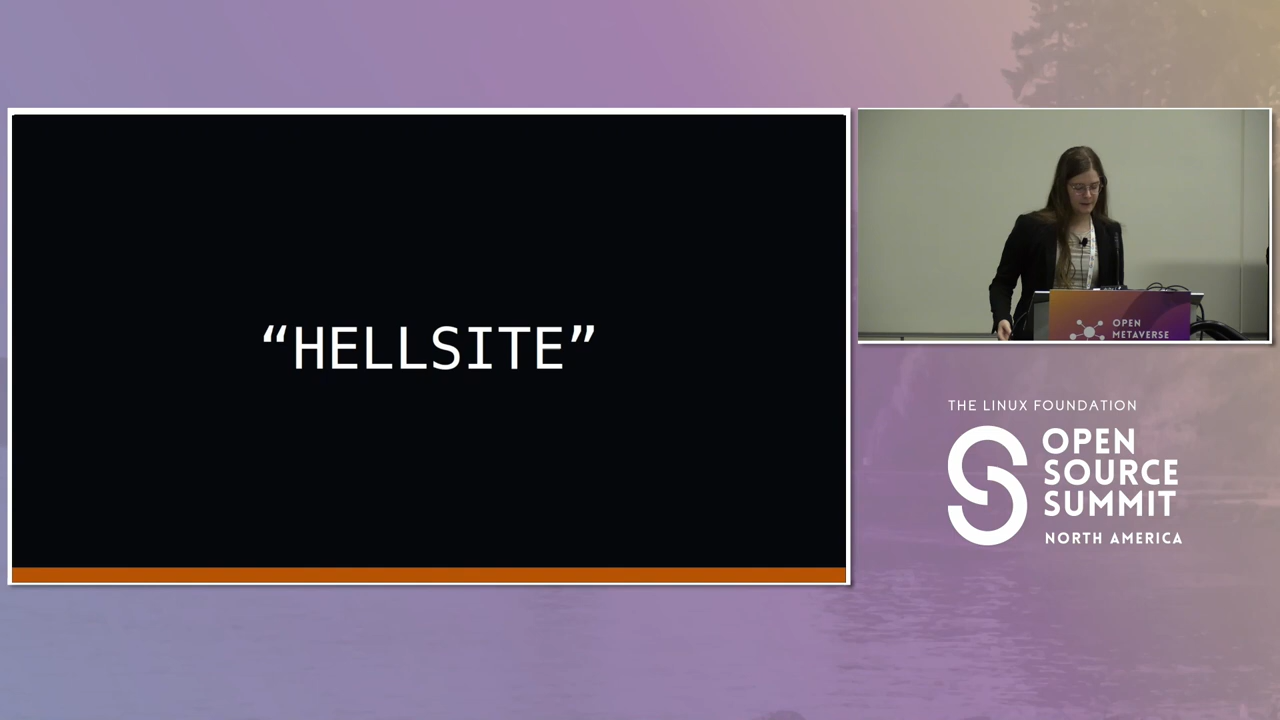 “HELLSITE”
OPEN
METAVERSE
THE LINUX FOUNDATION
OPEN
SOURCE
SUMMIT
NORTH AMERICA